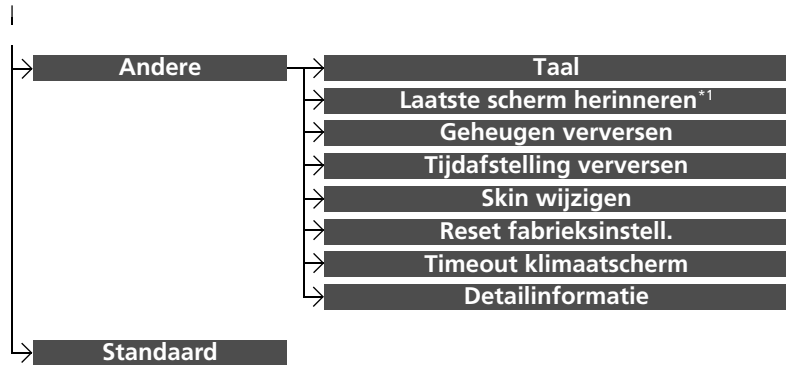 Andere
Taal
Laatste scherm herinneren*1
Geheugen verversen
Tijdafstelling verversen
Skin wijzigen
Reset fabrieksinstell.
Timeout klimaatscherm
Detailinformatie
Standaard